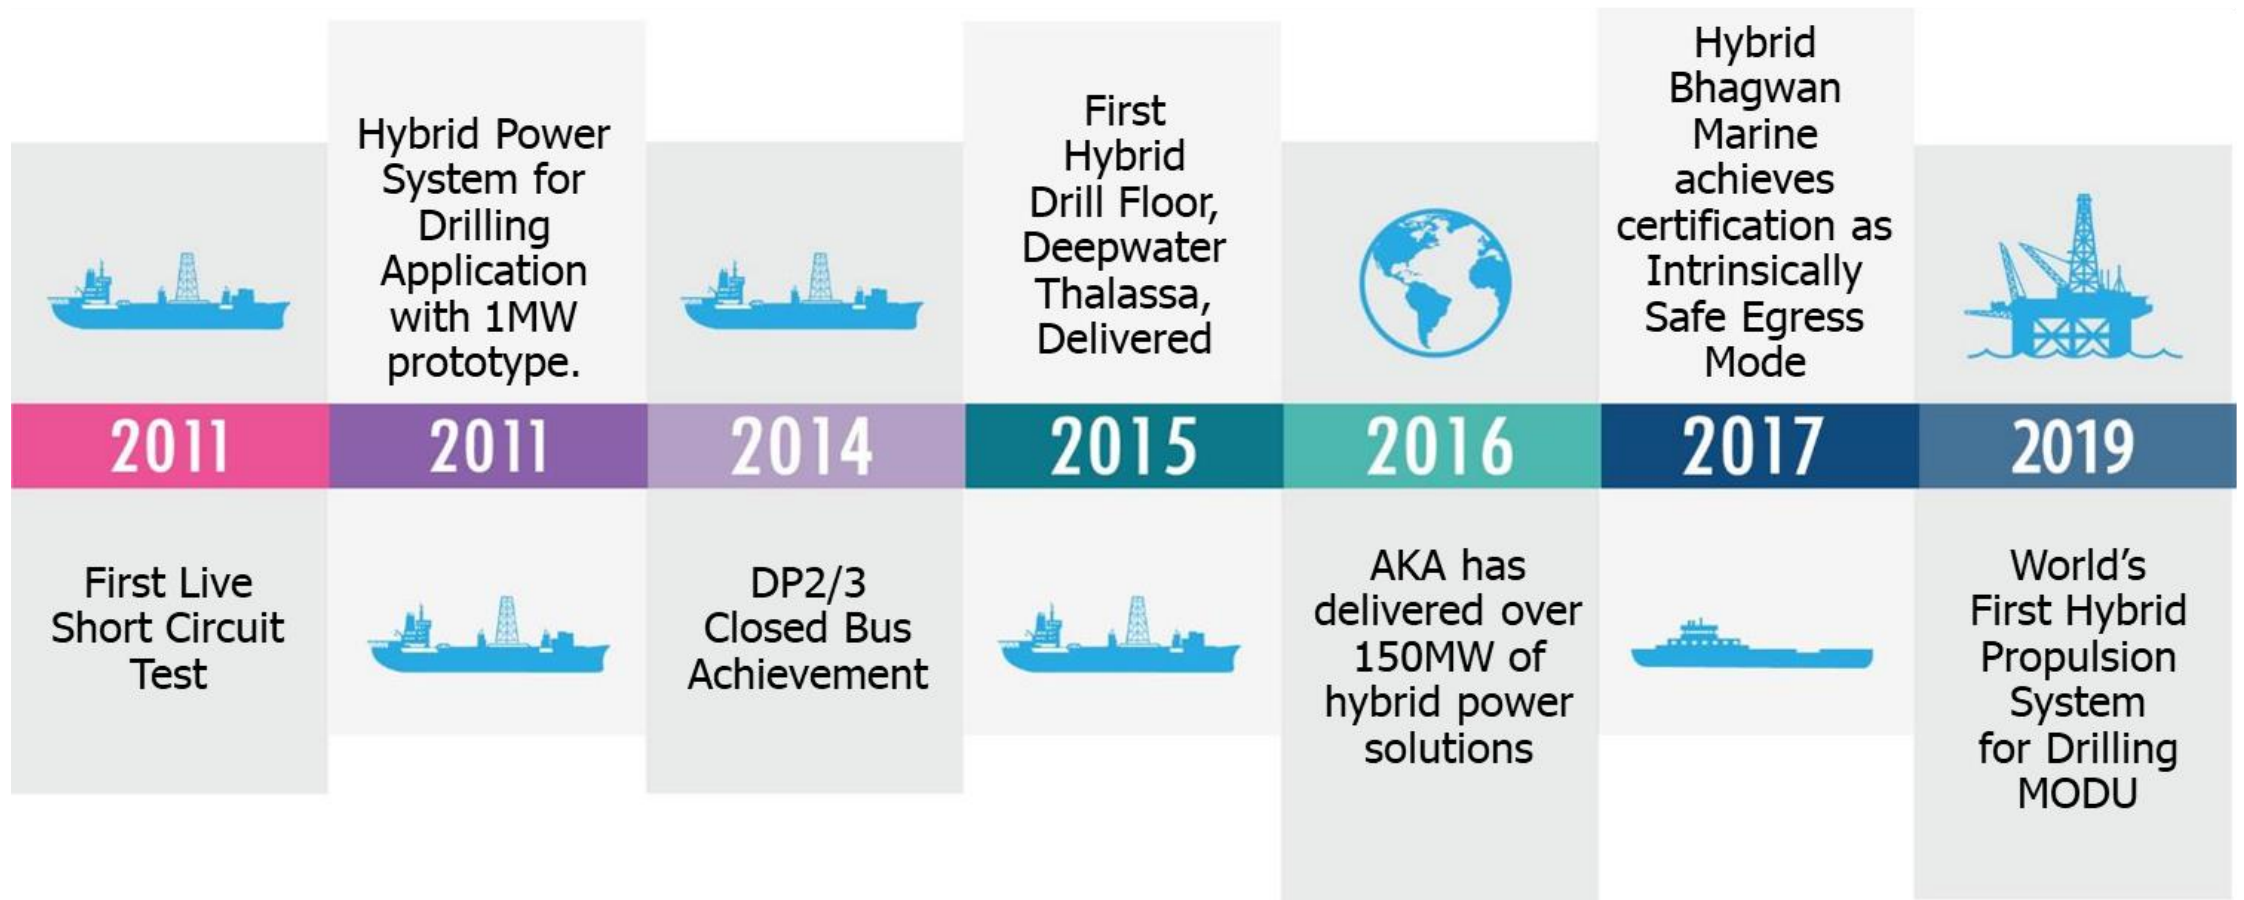 2011
First Live
Short Circuit
Test
Hybrid Power
System for
Drilling
Application
with 1MW
prototype.
2011
2014
DP2/3
Closed Bus
Achievement
First
Hybrid
Drill Floor,
Deepwater
Thalassa,
Delivered
2015
2016
AKA has
delivered over
150MW of
hybrid power
solutions
Hybrid
Bhagwan
Marine
achieves
certification as
Intrinsically
Safe Egress
Mode
2017
2019
World’s
First Hybrid
Propulsion
System
for Drilling
MODU